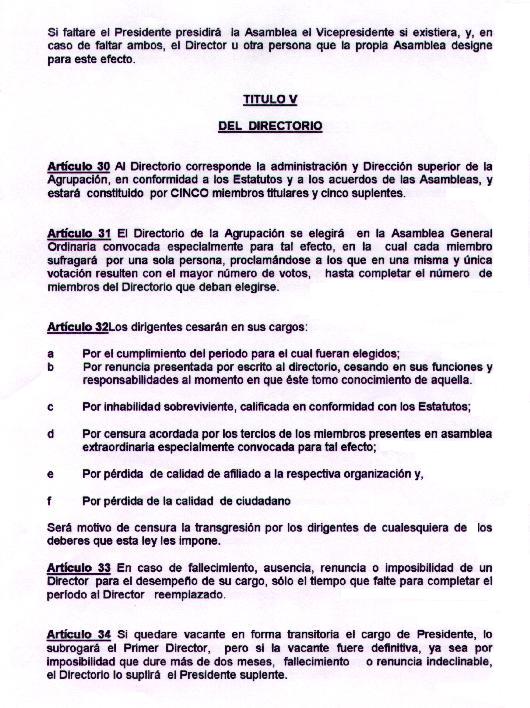 Si faltare el Presidente presidirá la Asamblea el Vicepresidente si existiera, y, en
caso de faltar ambos, el Director u otra persona que la propia Asamblea designe
para este efecto.
TITULO V
DEL DIRECTORIO
Artículo 30 Al Directorio corresponde la administración y Dirección superior de la
Agrupación, en conformidad a los Estatutos y a los acuerdos de las Asambleas, y
estará constituido por CINCO miembros titulares y cinco suplentes.
Artículo 31 El Directorio de la Agrupación se elegirá en la Asamblea General
Ordinaria convocada especialmente para tal efecto, en la cual cada miembro
sufragará por una sola persona, proclamándose a los que en una misma y única
votación resulten con el mayor número de votos, hasta completar el número de
miembros del Directorio que deban elegirse.
Artículo 32Los dirigentes cesarán en sus cargos:
a Por el cumplimiento del periodo para el cual fueran elegidos;
b Por renuncia presentada por escrito al directorio, cesando en sus funciones y
responsabilidades al momento en que éste tomo conocimiento de aquella.
c Por inhabilidad sobreviviente, calificada en conformidad con los Estatutos;
d Por censura acordada por los tercios de los miembros presentes en asamblea
extraordinaria especialmente convocada para tal efecto;
e Por pérdida de calidad de afiliado a la respectiva organización y,
f Por pérdida de la calidad de ciudadano
Será motivo de censura la transgresión por los dirigentes de cualesquiera de los
deberes que esta ley les impone.
Artículo 33 En caso de fallecimiento, ausencia, renuncia o imposibilidad de un
Director para el desempeño de su cargo, sólo el tiempo que falte para completar el
período al Director reemplazado.
Artículo 34 Si quedare vacante en forma transitoria el cargo de Presidente, lo
subrogará el Primer Director, pero si la vacante fuere definitiva, ya sea por
imposibilidad que dure más de dos meses, fallecimiento o renuncia indeclinable,
el Directorio lo suplirá el Presidente suplente.